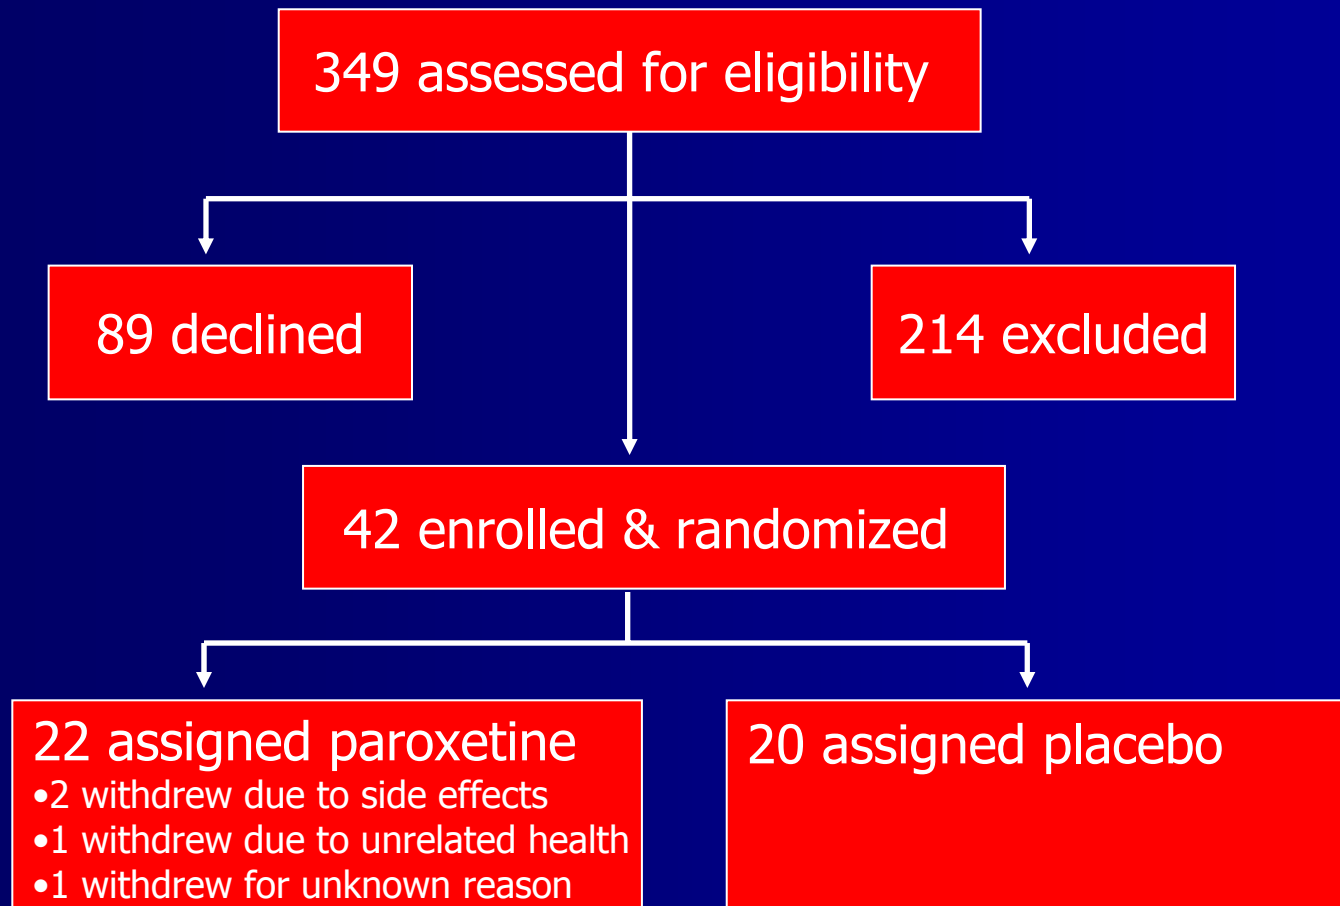 349 assessed for eligibility
89 declined
214 excluded
42 enrolled & randomized
22 assigned paroxetine
•2 withdrew due to side effects
•1 withdrew due to unrelated health
•1 withdrew for unknown reason
20 assigned placebo